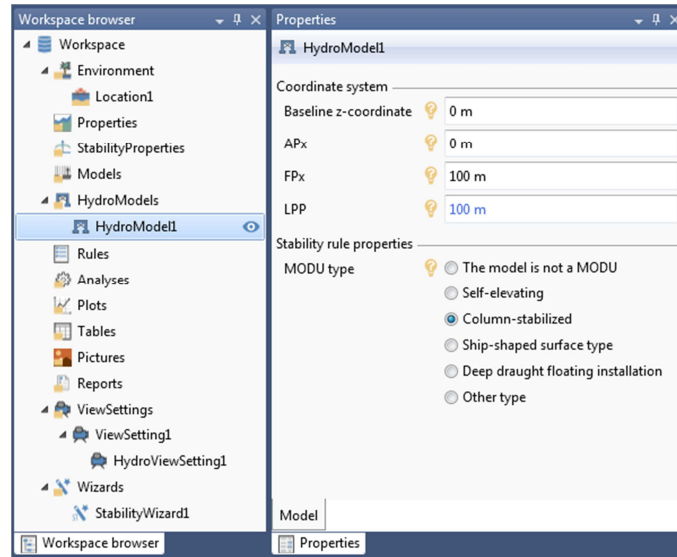 Workspace browser
Workspace
Environment
Location1
Properties
StabilityProperties
Models
HydroModels
HydroModel1
Rules
Analyses
Plots
Tables
Pictures
Reports
ViewSettings
ViewSetting1
HydroViewSetting1
Wizards
StabilityWizard1
Workspace browser
Properties
HydroModel1
Coordinate system
Baseline z-coordinate 0 m
APx 0 m
FPx 100 m
LPP 100 m
Stability rule properties
MODU type The model is not a MODU
Self-elevating
Column-stabilized
Ship-shaped surface type
Deep draught floating installation
Other type
Model
Properties